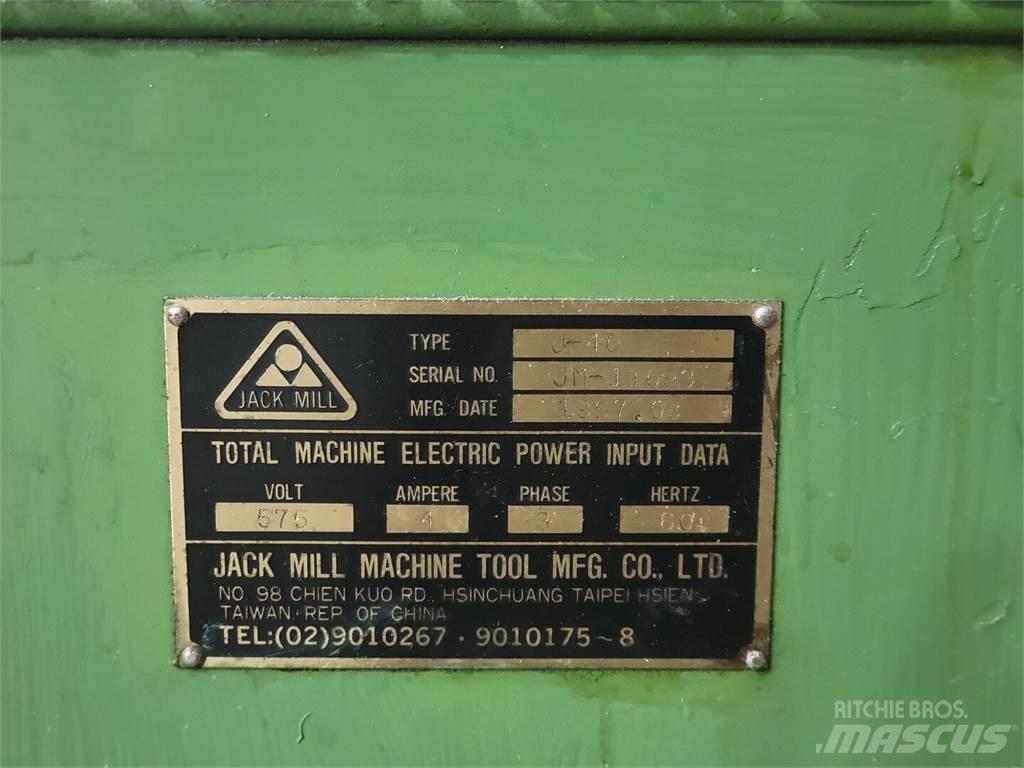 JACK MILL
TYPE J-40
SERIAL NO.
MFG. DATE
TOTAL MACHINE ELECTRIC POWER INPUT DATA
VOLT AMPERE PHASE HERTZ
575 4 3 60
JACK MILL MACHINE TOOL MFG. CO., LTD.
NO. 98 CHIEN KUO RD., HSINCHUANG TAIPEI HSIEN,
TAIWAN REP. OF CHINA
TEL:(02)9010267 · 9010175~8
RITCHIE BROS.
MASCUS